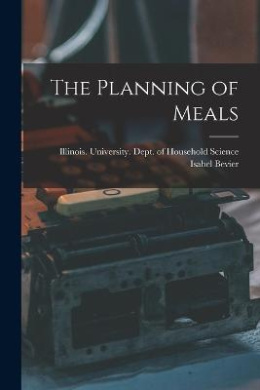 The Planning of
Meals
Illinois. University. Dept. of Household Science
Isabel Bevier